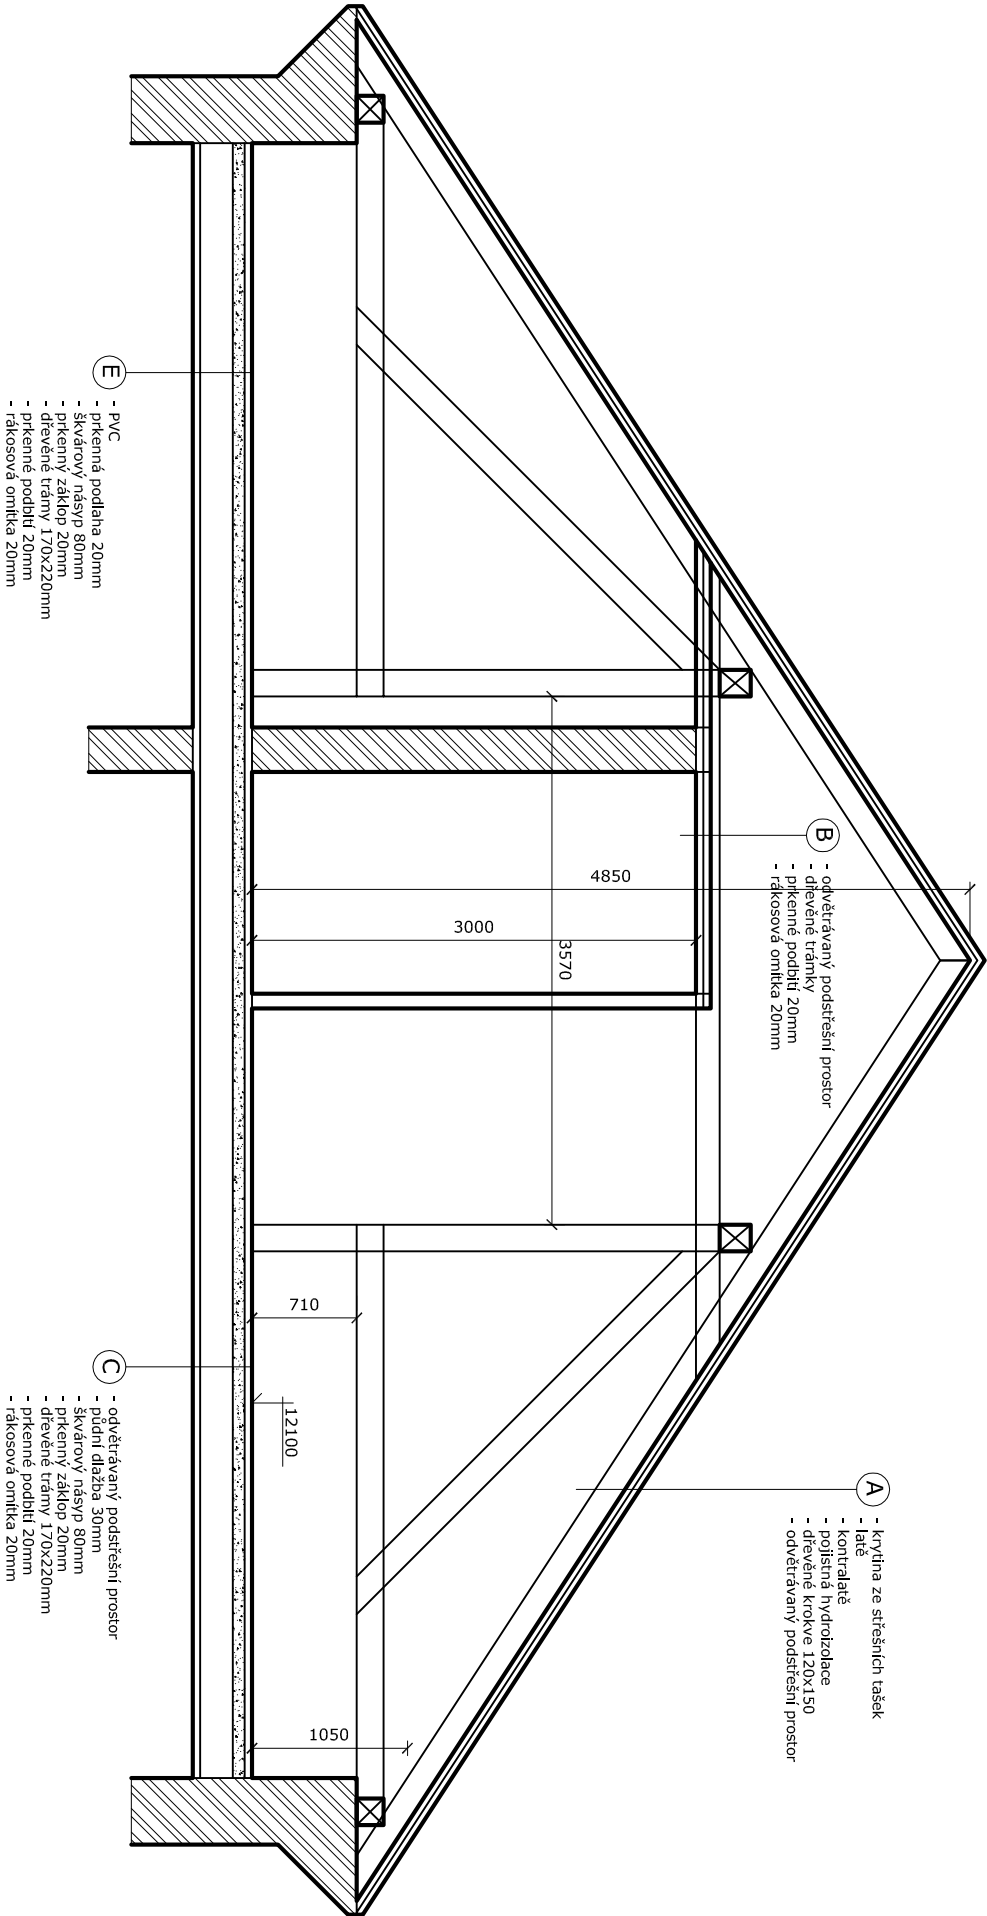 A
- krytina ze střešních tašek
- latě
- kontralatě
- pojistná hydroizolace
- dřevěné krokve 120x150
- odvětrávaný podstřešní prostor
B
- odvětrávaný podstřešní prostor
- dřevěné trámky
- prkenné podbití 20mm
- rákosová omítka 20mm
4850
3000
3570
710
12100
1050
E
- PVC
- prkenná podlaha 20mm
- škvárový násyp 80mm
- prkenný záklop 20mm
- dřevěné trámy 170x220mm
- prkenné podbití 20mm
- rákosová omítka 20mm
C
- odvětrávaný podstřešní prostor
- půdní dlažba 30mm
- škvárový násyp 80mm
- prkenný záklop 20mm
- dřevěné trámy 170x220mm
- prkenné podbití 20mm
- rákosová omítka 20mm